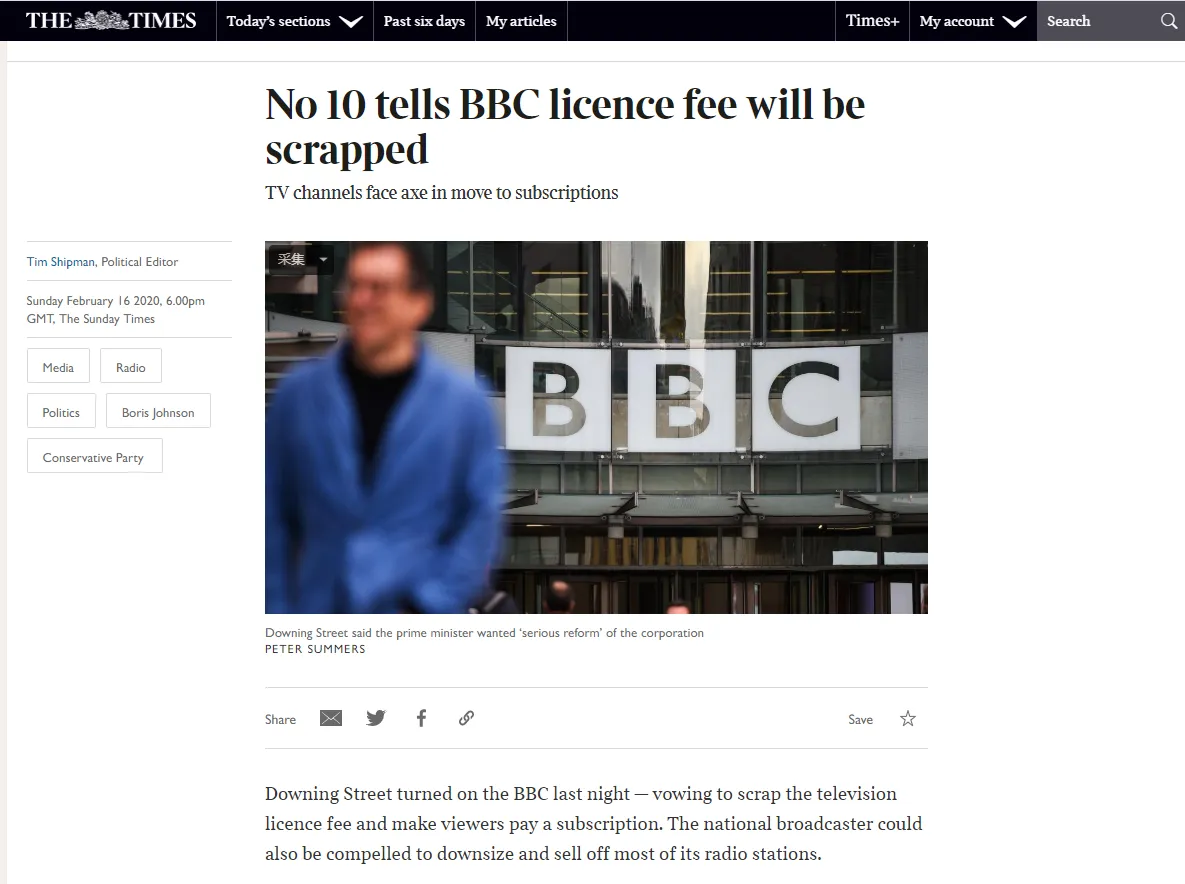 THE TIMES
Today's sections
Past six days
My articles
Times+
My account
Search
No 10 tells BBC licence fee will be
scrapped
TV channels face axe in move to subscriptions
Tim Shipman, Political Editor
Sunday February 16 2020, 6.00pm
GMT, The Sunday Times
Media
Radio
Politics
Boris Johnson
Conservative Party
采集
BBC
Downing Street said the prime minister wanted ‘serious reform’ of the corporation
PETER SUMMERS
Share
Save
Downing Street turned on the BBC last night — vowing to scrap the television
licence fee and make viewers pay a subscription. The national broadcaster could
also be compelled to downsize and sell off most of its radio stations.